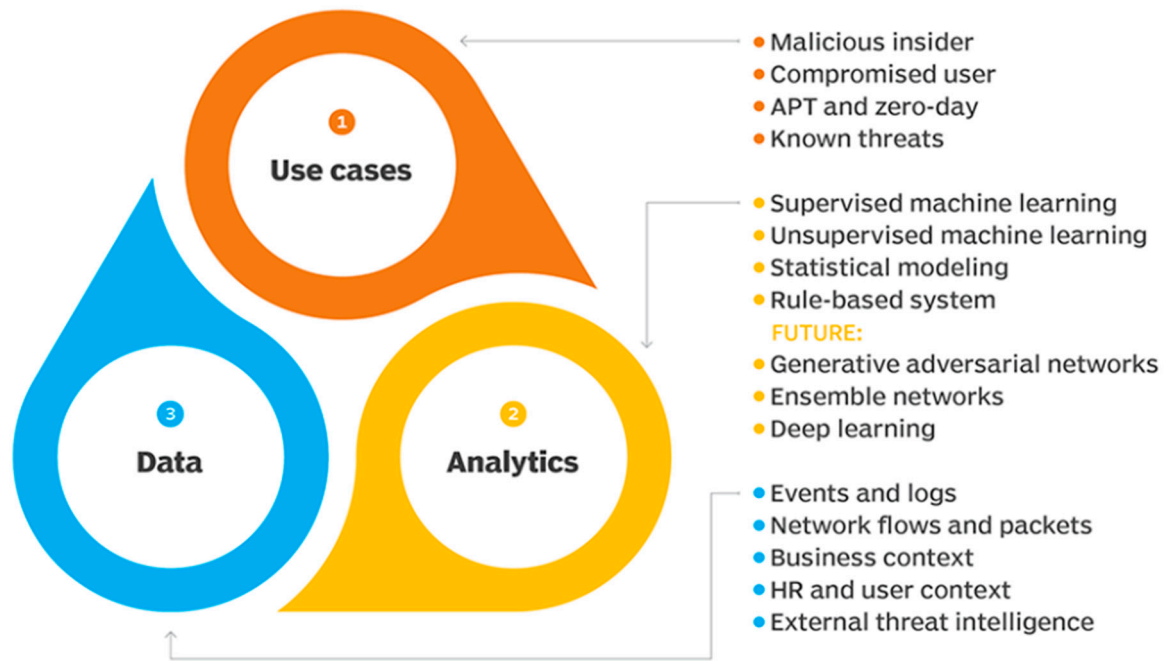 1
Use cases
Malicious insider
Compromised user
APT and zero-day
Known threats
2
Analytics
Supervised machine learning
Unsupervised machine learning
Statistical modeling
Rule-based system
FUTURE:
Generative adversarial networks
Ensemble networks
Deep learning
3
Data
Events and logs
Network flows and packets
Business context
HR and user context
External threat intelligence